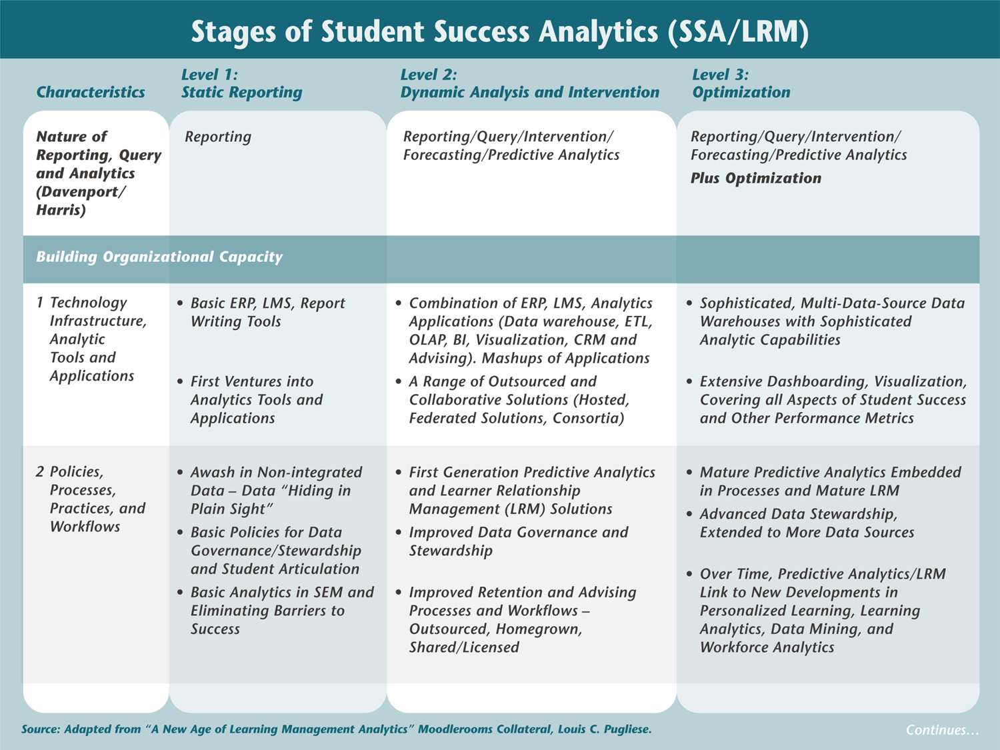 Stages of Student Success Analytics (SSA/LRM)
Characteristics
Level 1:
Static Reporting
Level 2:
Dynamic Analysis and Intervention
Level 3:
Optimization
Nature of
Reporting, Query
and Analytics
(Davenport/
Harris)
Reporting
Reporting/Query/Intervention/
Forecasting/Predictive Analytics
Reporting/Query/Intervention/
Forecasting/Predictive Analytics
Plus Optimization
Building Organizational Capacity
1 Technology
Infrastructure,
Analytic
Tools and
Applications
• Basic ERP, LMS, Report
Writing Tools
• First Ventures into
Analytics Tools and
Applications
• Combination of ERP, LMS, Analytics
Applications (Data warehouse, ETL,
OLAP, BI, Visualization, CRM and
Advising). Mashups of Applications
• A Range of Outsourced and
Collaborative Solutions (Hosted,
Federated Solutions, Consortia)
• Sophisticated, Multi-Data-Source Data
Warehouses with Sophisticated
Analytic Capabilities
• Extensive Dashboarding, Visualization,
Covering all Aspects of Student Success
and Other Performance Metrics
2 Policies,
Processes,
Practices, and
Workflows
• Awash in Non-integrated
Data – Data “Hiding in
Plain Sight”
• Basic Policies for Data
Governance/Stewardship
and Student Articulation
• Basic Analytics in SEM and
Eliminating Barriers to
Success
• First Generation Predictive Analytics
and Learner Relationship
Management (LRM) Solutions
• Improved Data Governance and
Stewardship
• Improved Retention and Advising
Processes and Workflows –
Outsourced, Homegrown,
Shared/Licensed
• Mature Predictive Analytics Embedded
in Processes and Mature LRM
• Advanced Data Stewardship,
Extended to More Data Sources
• Over Time, Predictive Analytics/LRM
Link to New Developments in
Personalized Learning, Learning
Analytics, Data Mining, and
Workforce Analytics
Source: Adapted from “A New Age of Learning Management Analytics” Moodlerooms Collateral, Louis C. Pugliese.
Continues...